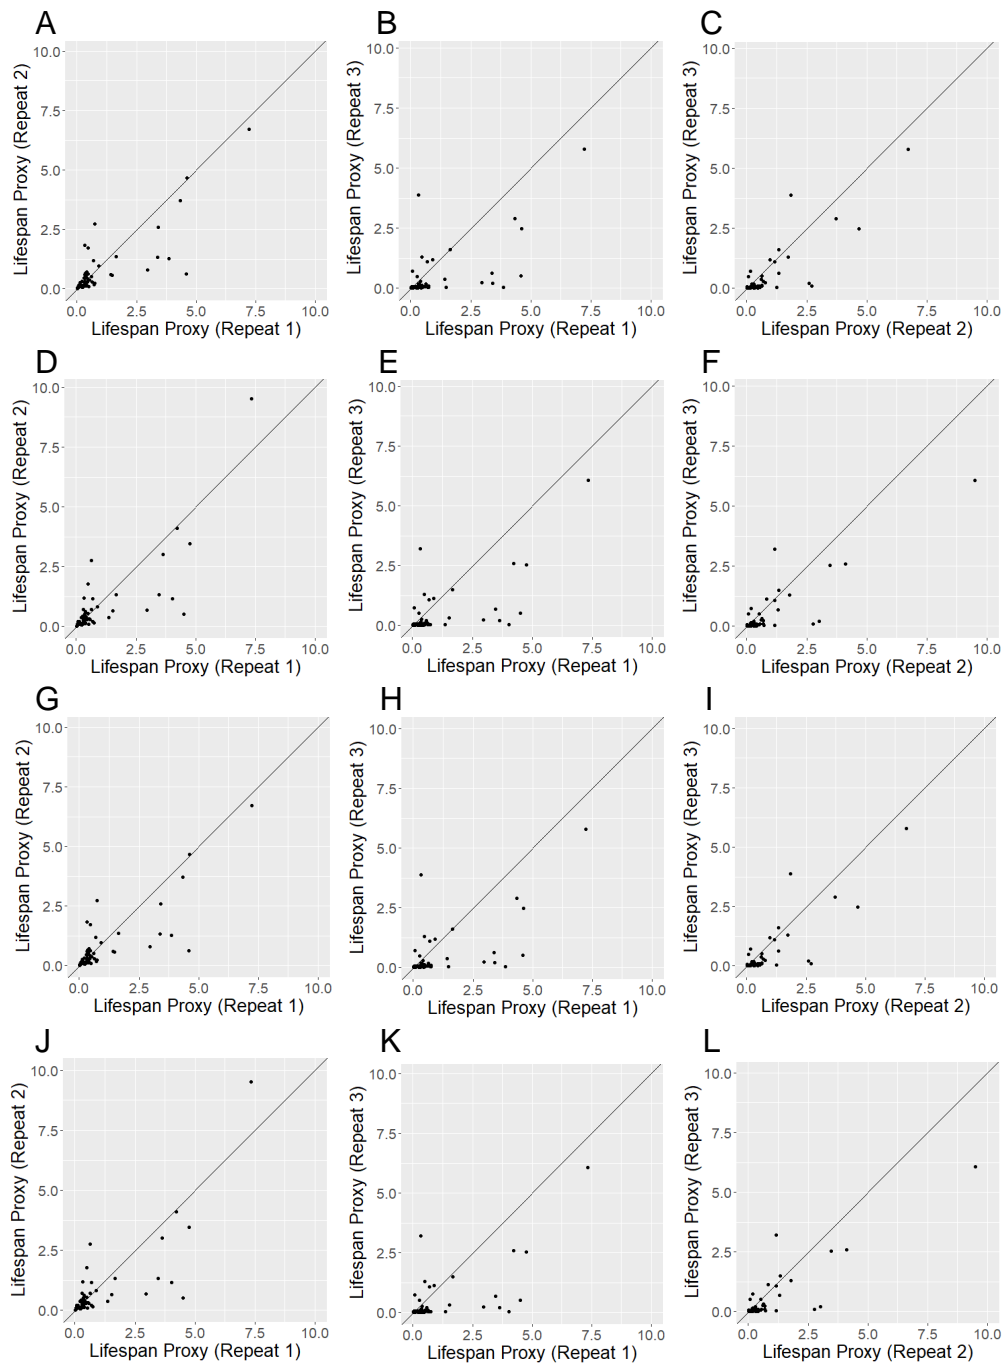 A B C
10.0 10.0 10.0
7.5 7.5 7.5
5.0 5.0 5.0
2.5 2.5 2.5
0.0 0.0 0.0
Lifespan Proxy (Repeat 2) Lifespan Proxy (Repeat 3) Lifespan Proxy (Repeat 3)
0.0 2.5 5.0 7.5 10.0 0.0 2.5 5.0 7.5 10.0 0.0 2.5 5.0 7.5 10.0
Lifespan Proxy (Repeat 1) Lifespan Proxy (Repeat 1) Lifespan Proxy (Repeat 2)
D E F
10.0 10.0 10.0
7.5 7.5 7.5
5.0 5.0 5.0
2.5 2.5 2.5
0.0 0.0 0.0
Lifespan Proxy (Repeat 2) Lifespan Proxy (Repeat 3) Lifespan Proxy (Repeat 3)
0.0 2.5 5.0 7.5 10.0 0.0 2.5 5.0 7.5 10.0 0.0 2.5 5.0 7.5 10.0
Lifespan Proxy (Repeat 1) Lifespan Proxy (Repeat 1) Lifespan Proxy (Repeat 2)
G H I
10.0 10.0 10.0
7.5 7.5 7.5
5.0 5.0 5.0
2.5 2.5 2.5
0.0 0.0 0.0
Lifespan Proxy (Repeat 2) Lifespan Proxy (Repeat 3) Lifespan Proxy (Repeat 3)
0.0 2.5 5.0 7.5 10.0 0.0 2.5 5.0 7.5 10.0 0.0 2.5 5.0 7.5 10.0
Lifespan Proxy (Repeat 1) Lifespan Proxy (Repeat 1) Lifespan Proxy (Repeat 2)
J K L
10.0 10.0 10.0
7.5 7.5 7.5
5.0 5.0 5.0
2.5 2.5 2.5
0.0 0.0 0.0
Lifespan Proxy (Repeat 2) Lifespan Proxy (Repeat 3) Lifespan Proxy (Repeat 3)
0.0 2.5 5.0 7.5 10.0 0.0 2.5 5.0 7.5 10.0 0.0 2.5 5.0 7.5 10.0
Lifespan Proxy (Repeat 1) Lifespan Proxy (Repeat 1) Lifespan Proxy (Repeat 2)